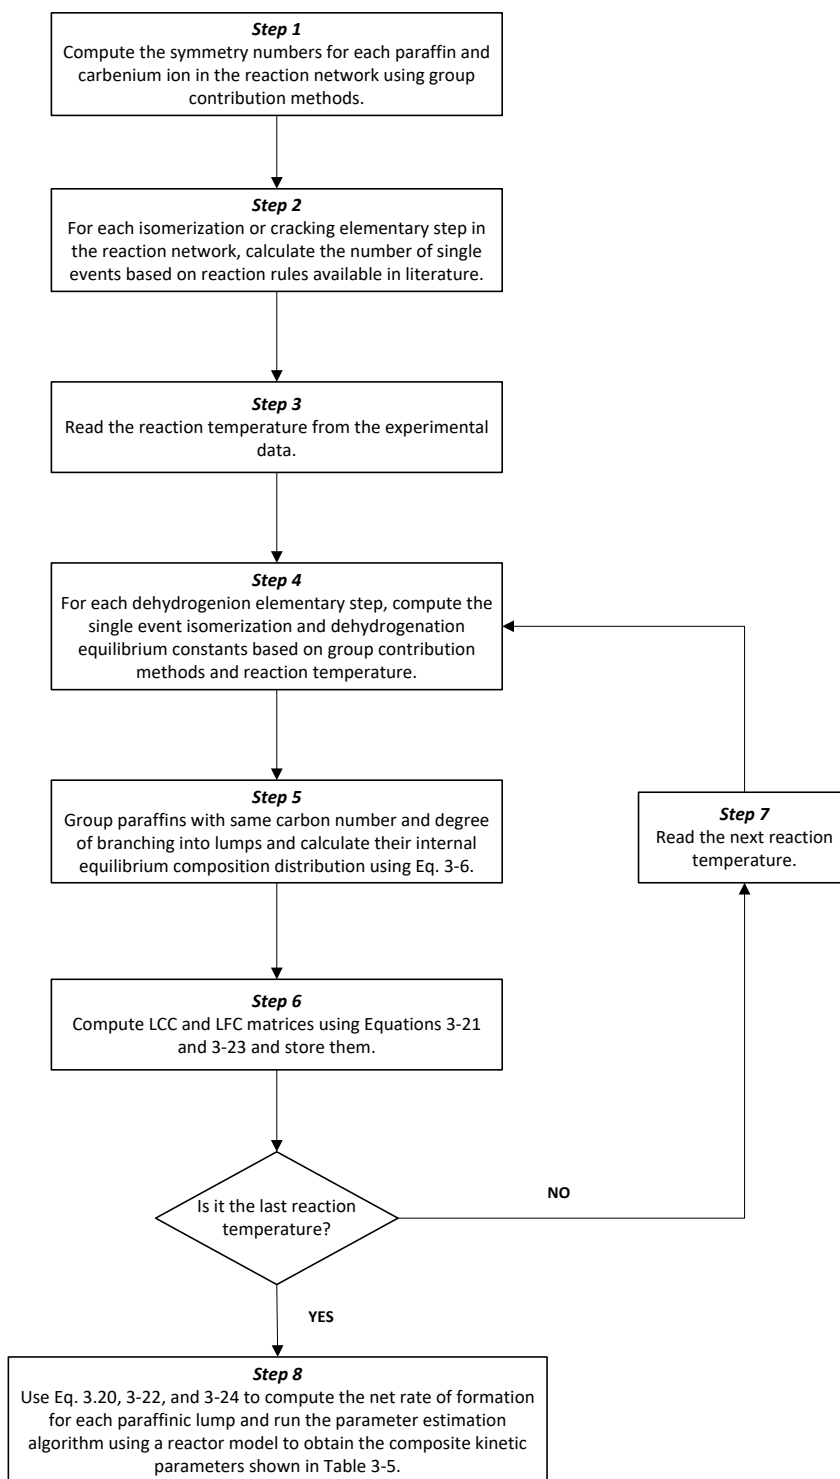 Step 1
Compute the symmetry numbers for each paraffin and
carbenium ion in the reaction network using group
contribution methods.
Step 2
For each isomerization or cracking elementary step in
the reaction network, calculate the number of single
events based on reaction rules available in literature.
Step 3
Read the reaction temperature from the experimental
data.
Step 4
For each dehydrogenion elementary step, compute the
single event isomerization and dehydrogenation
equilibrium constants based on group contribution
methods and reaction temperature.
Step 5
Group paraffins with same carbon number and degree
of branching into lumps and calculate their internal
equilibrium composition distribution using Eq. 3-6.
Step 7
Read the next reaction
temperature.
Step 6
Compute LCC and LFC matrices using Equations 3-21
and 3-23 and store them.
Is it the last reaction
temperature?
NO
YES
Step 8
Use Eq. 3.20, 3-22, and 3-24 to compute the net rate of formation
for each paraffinic lump and run the parameter estimation
algorithm using a reactor model to obtain the composite kinetic
parameters shown in Table 3-5.